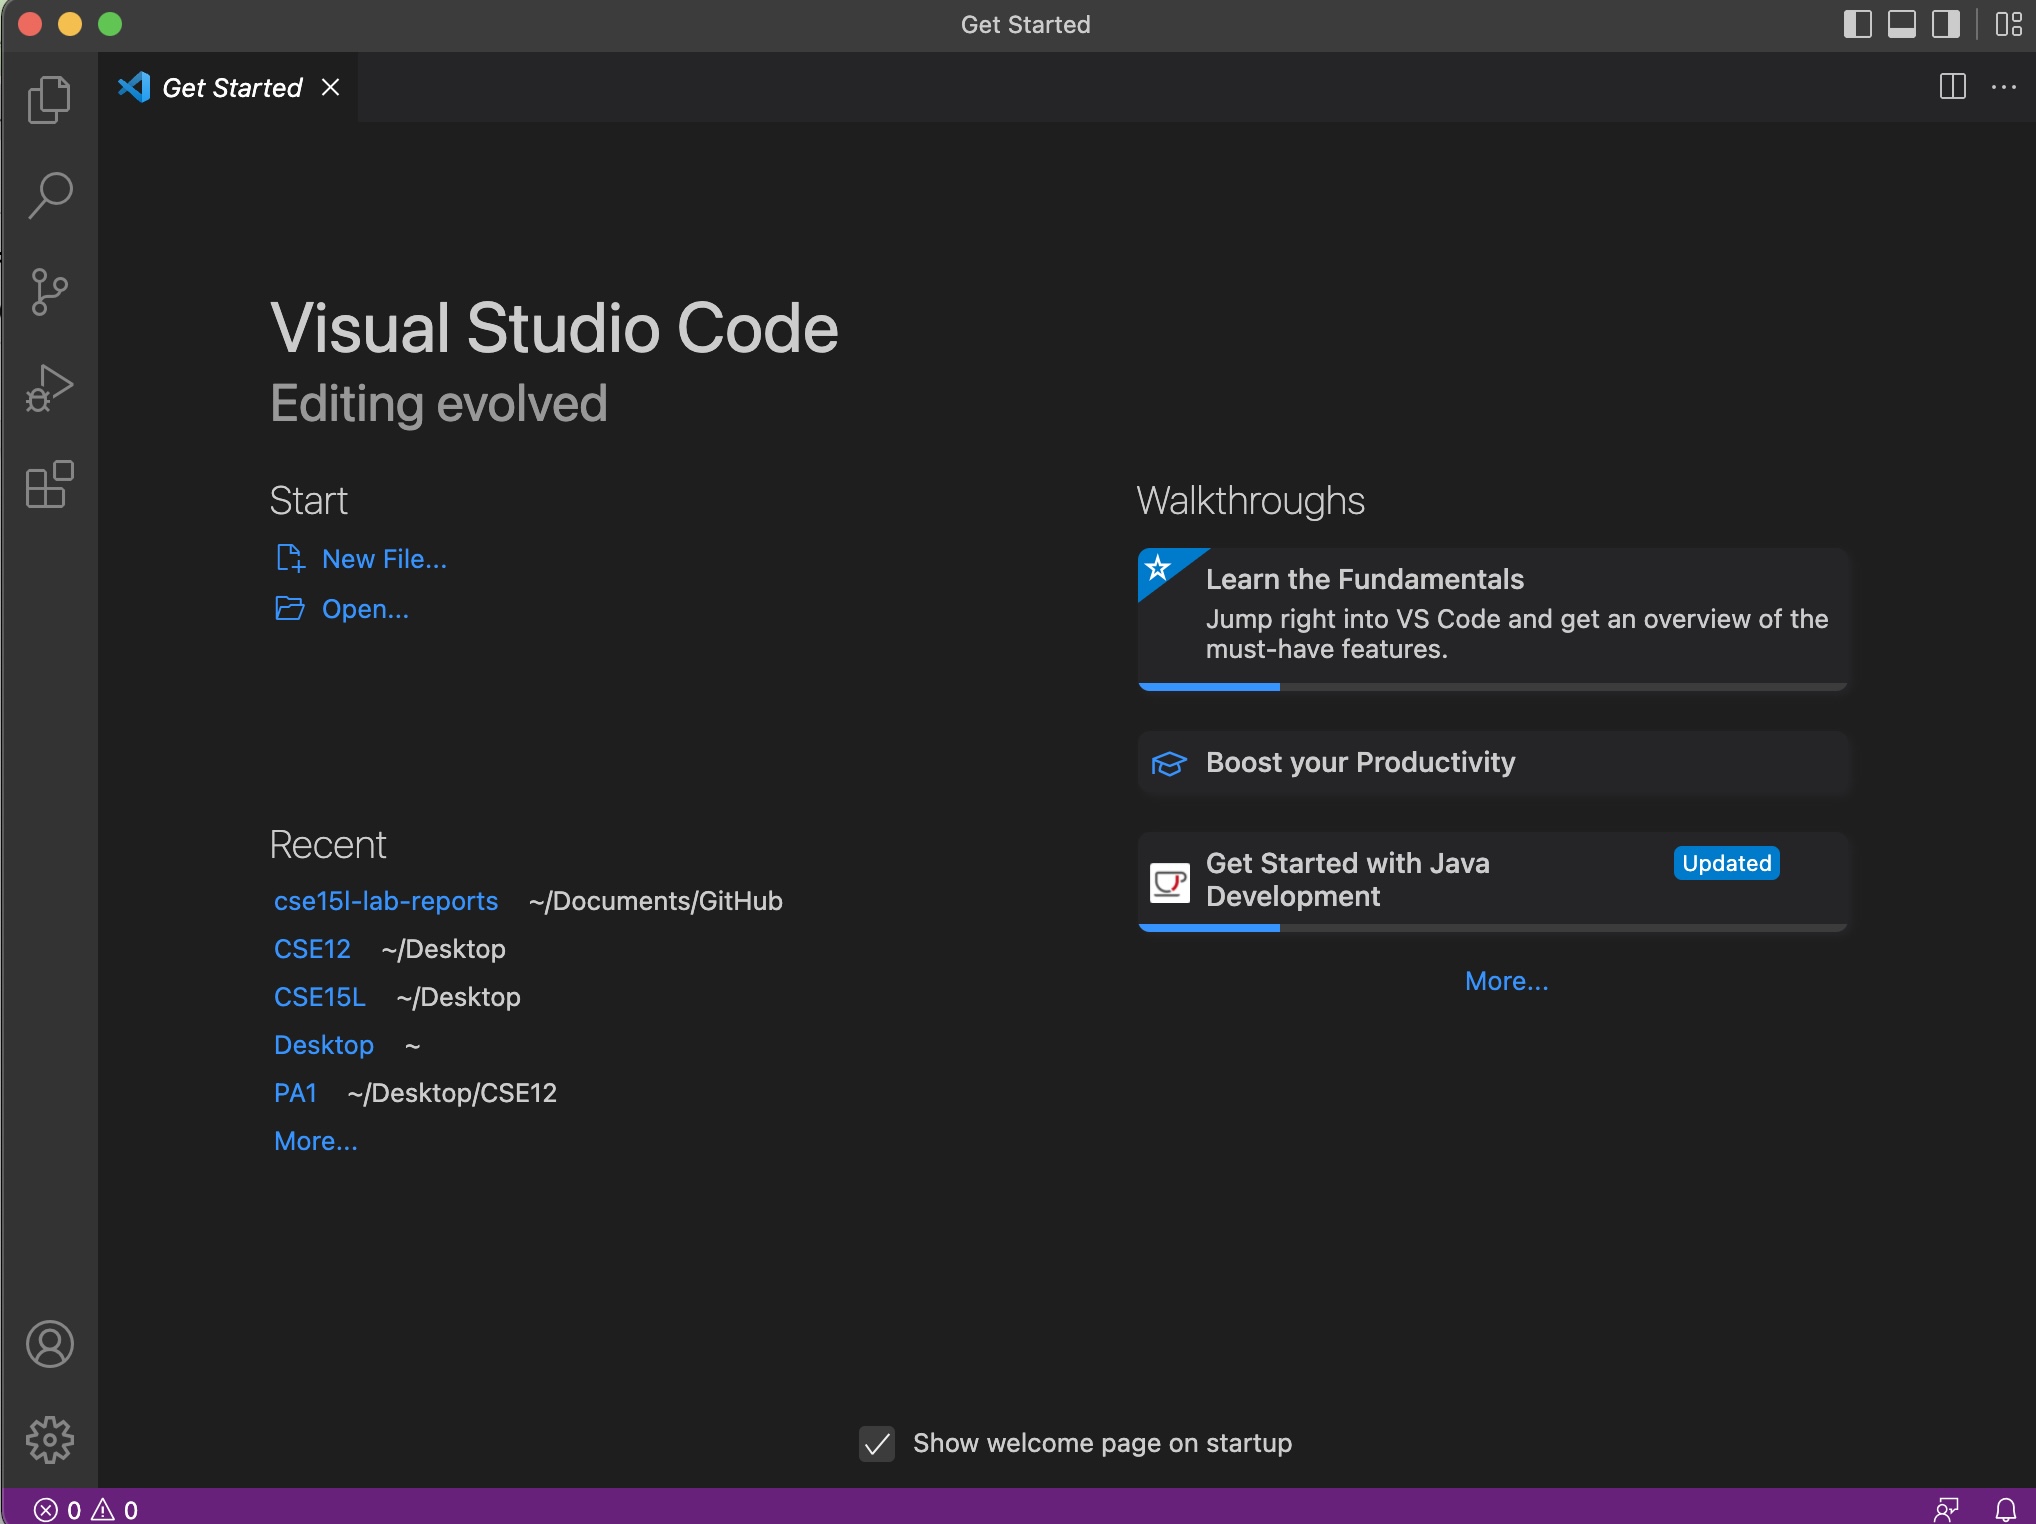 Get Started
Get Started
Visual Studio Code
Editing evolved
Start
New File...
Open...
Recent
cse15l-lab-reports ~/Documents/GitHub
CSE12 ~/Desktop
CSE15L ~/Desktop
Desktop ~
PA1 ~/Desktop/CSE12
More...
Walkthroughs
Learn the Fundamentals
Jump right into VS Code and get an overview of the
must-have features.
Boost your Productivity
Get Started with Java
Development
Updated
More...
Show welcome page on startup
0 0